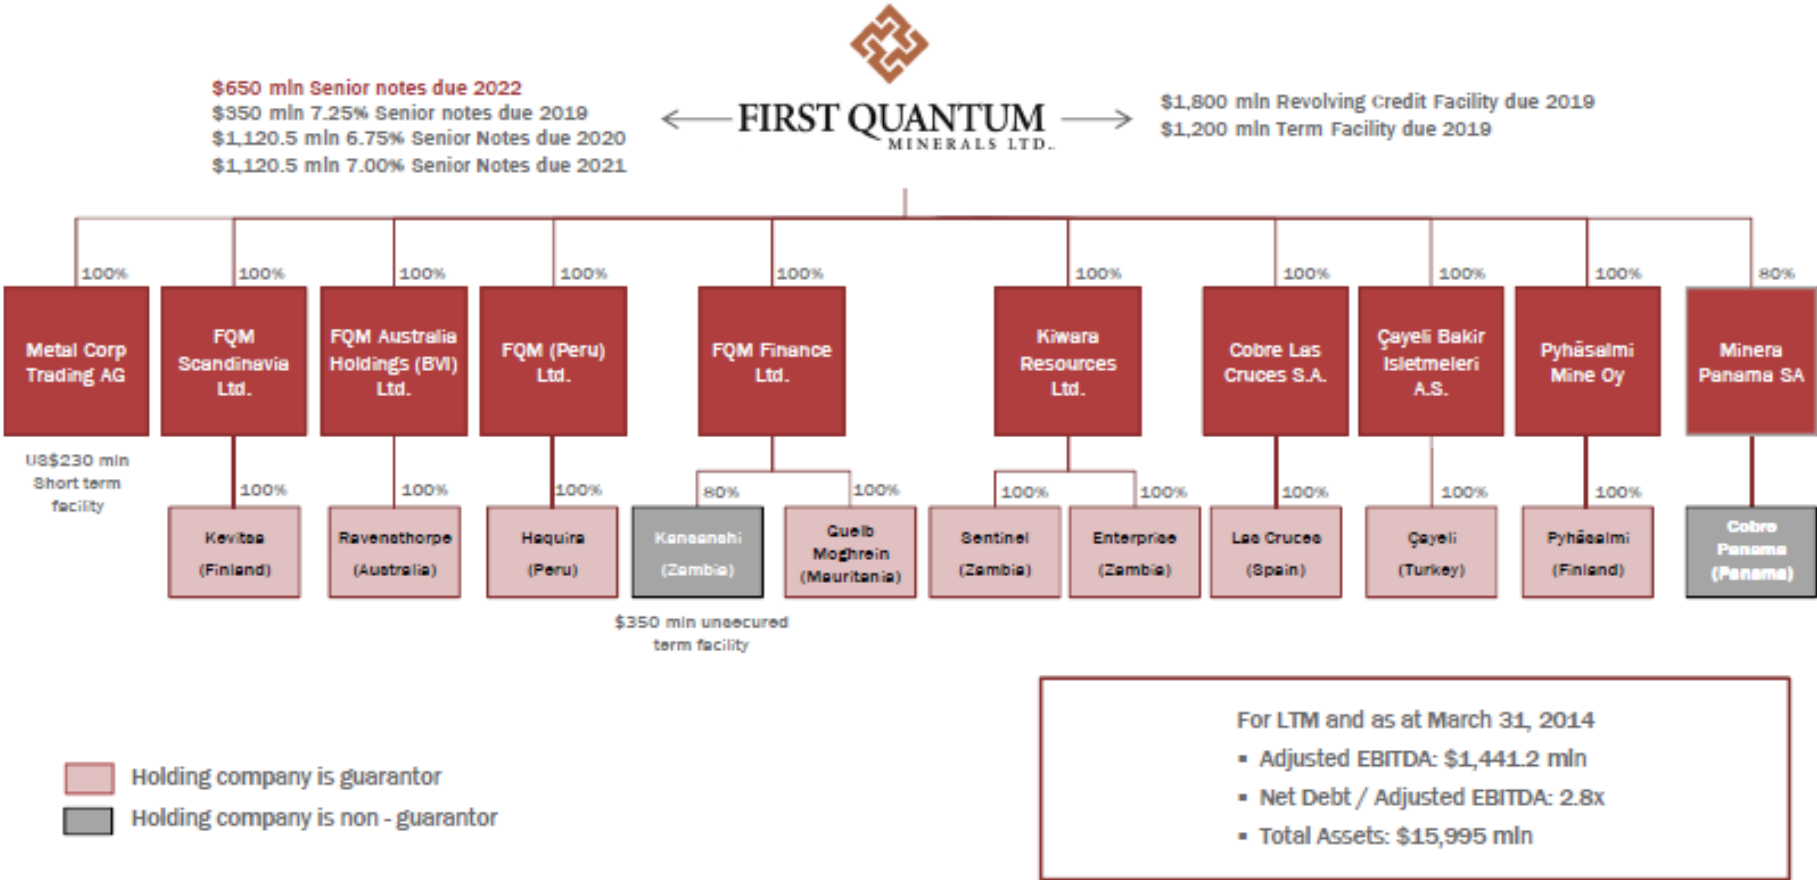 $650 mln Senior notes due 2022
$350 mln 7.25% Senior notes due 2019
$1,120.5 mln 6.75% Senior Notes due 2020
$1,120.5 mln 7.00% Senior Notes due 2021
FIRST QUANTUM
MINERALS LTD.
$1,800 mln Revolving Credit Facility due 2019
$1,200 mln Term Facility due 2019
100%
100%
100%
100%
100%
100%
100%
100%
100%
80%
Metal Corp
Trading AG
FQM
Scandinavia
Ltd.
FQM Australia
Holdings (BVI)
Ltd.
FQM (Peru)
Ltd.
FQM Finance
Ltd.
Kiwara
Resources
Ltd.
Cobre Las
Cruces S.A.
Çayeli Bakir
Isletmeleri
A.S.
Pyhäsalmi
Mine Oy
Minera
Panama SA
US$230 mln
Short term
facility
100%
100%
100%
80%
100%
100%
100%
100%
100%
100%
Kevitsa
(Finland)
Ravensthorpe
(Australia)
Haquira
(Peru)
Kansanshi
(Zambia)
Guelb
Moghrein
(Mauritania)
Sentinel
(Zambia)
Enterprise
(Zambia)
Las Cruces
(Spain)
Çayeli
(Turkey)
Pyhäsalmi
(Finland)
Cobre
Panama
(Panama)
$350 mln unsecured
term facility
Holding company is guarantor
Holding company is non - guarantor
For LTM and as at March 31, 2014
▪ Adjusted EBITDA: $1,441.2 mln
▪ Net Debt / Adjusted EBITDA: 2.8x
▪ Total Assets: $15,995 mln